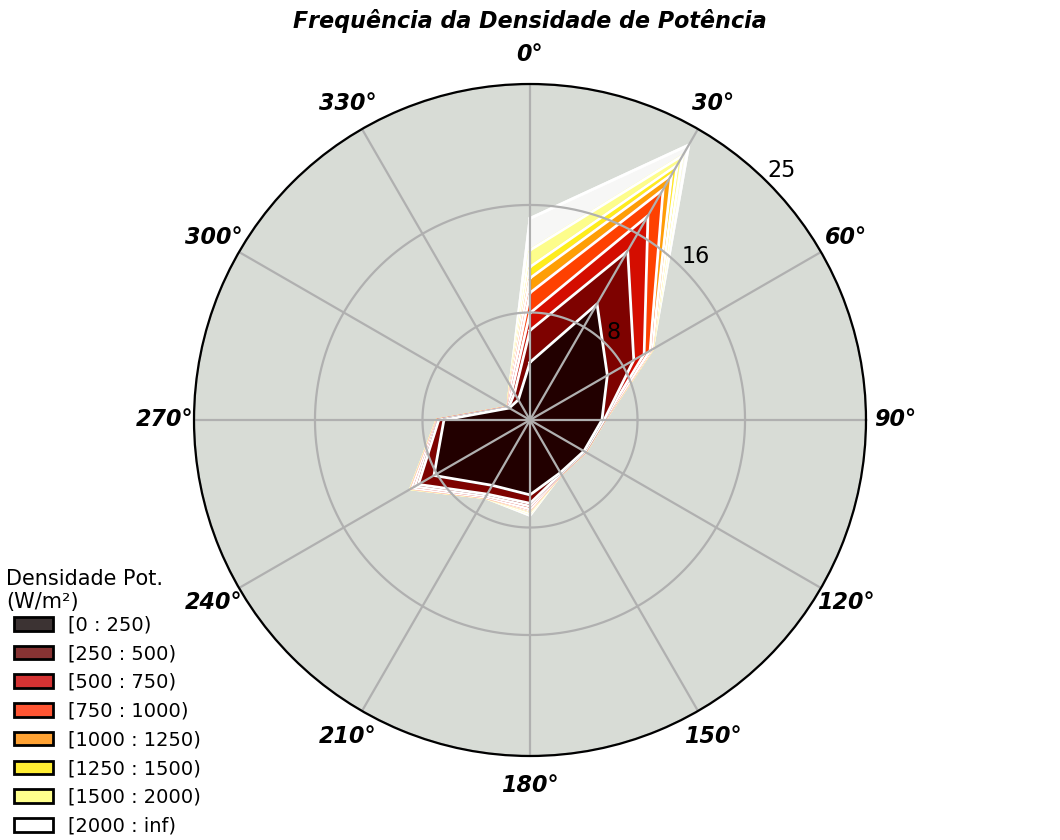 Frequência da Densidade de Potência
0°
330°
30°
25
300°
60°
16
8
270°
90°
240°
120°
210°
150°
180°
Densidade Pot.
(W/m²)
[0 : 250)
[250 : 500)
[500 : 750)
[750 : 1000)
[1000 : 1250)
[1250 : 1500)
[1500 : 2000)
[2000 : inf)